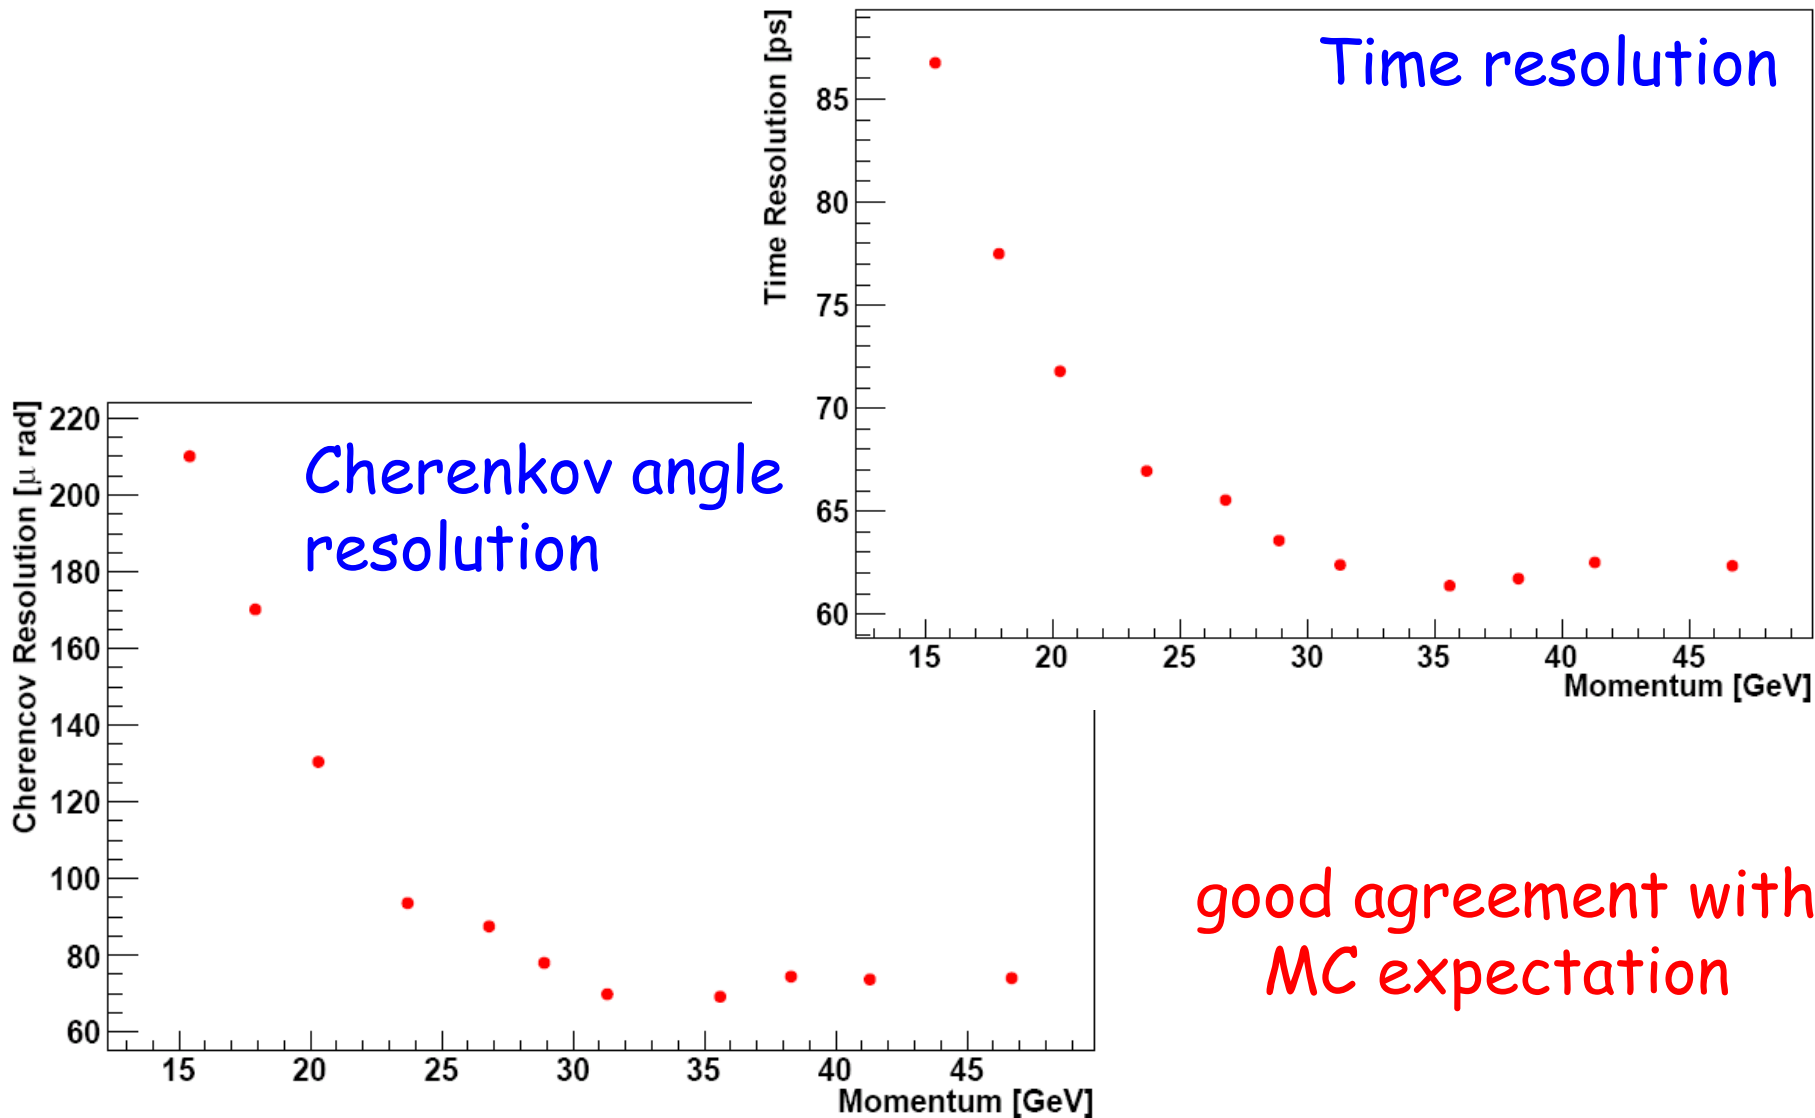 Time Resolution [ps]
Time resolution
85
80
75
70
65
60
15 20 25 30 35 40 45
Momentum [GeV]
Cherencov Resolution [μ rad]
Cherenkov angle
resolution
220
200
180
160
140
120
100
80
60
15 20 25 30 35 40 45
Momentum [GeV]
good agreement with
MC expectation